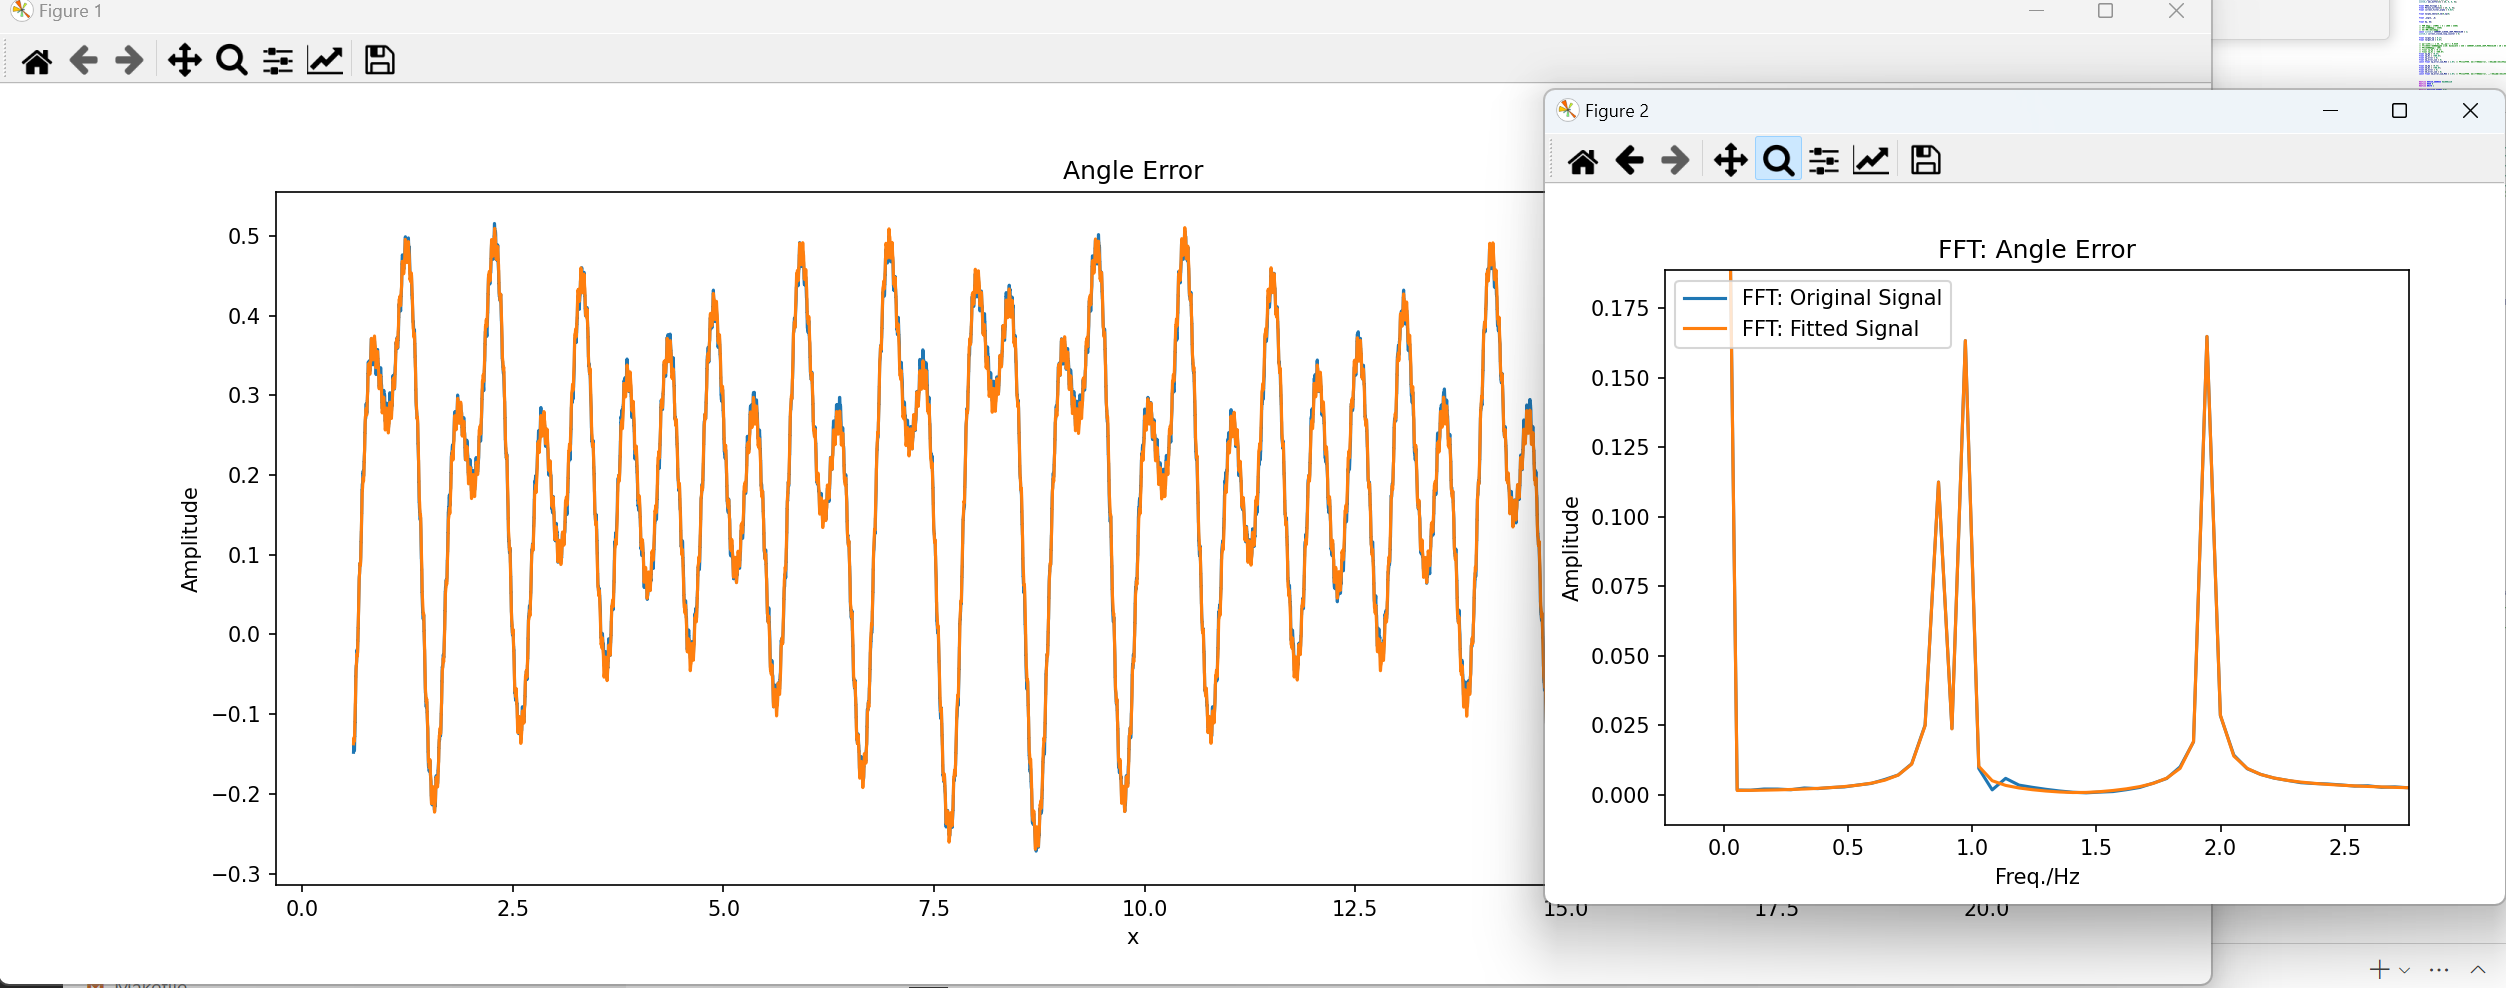 Figure 1
Angle Error
Amplitude
0.5
0.4
0.3
0.2
0.1
0.0
−0.1
−0.2
−0.3
0.0 2.5 5.0 7.5 10.0 12.5 15.0 17.5 20.0
x
Figure 2
FFT: Angle Error
FFT: Original Signal
FFT: Fitted Signal
Amplitude
0.175
0.150
0.125
0.100
0.075
0.050
0.025
0.000
0.0 0.5 1.0 1.5 2.0 2.5
Freq./Hz
Makefile